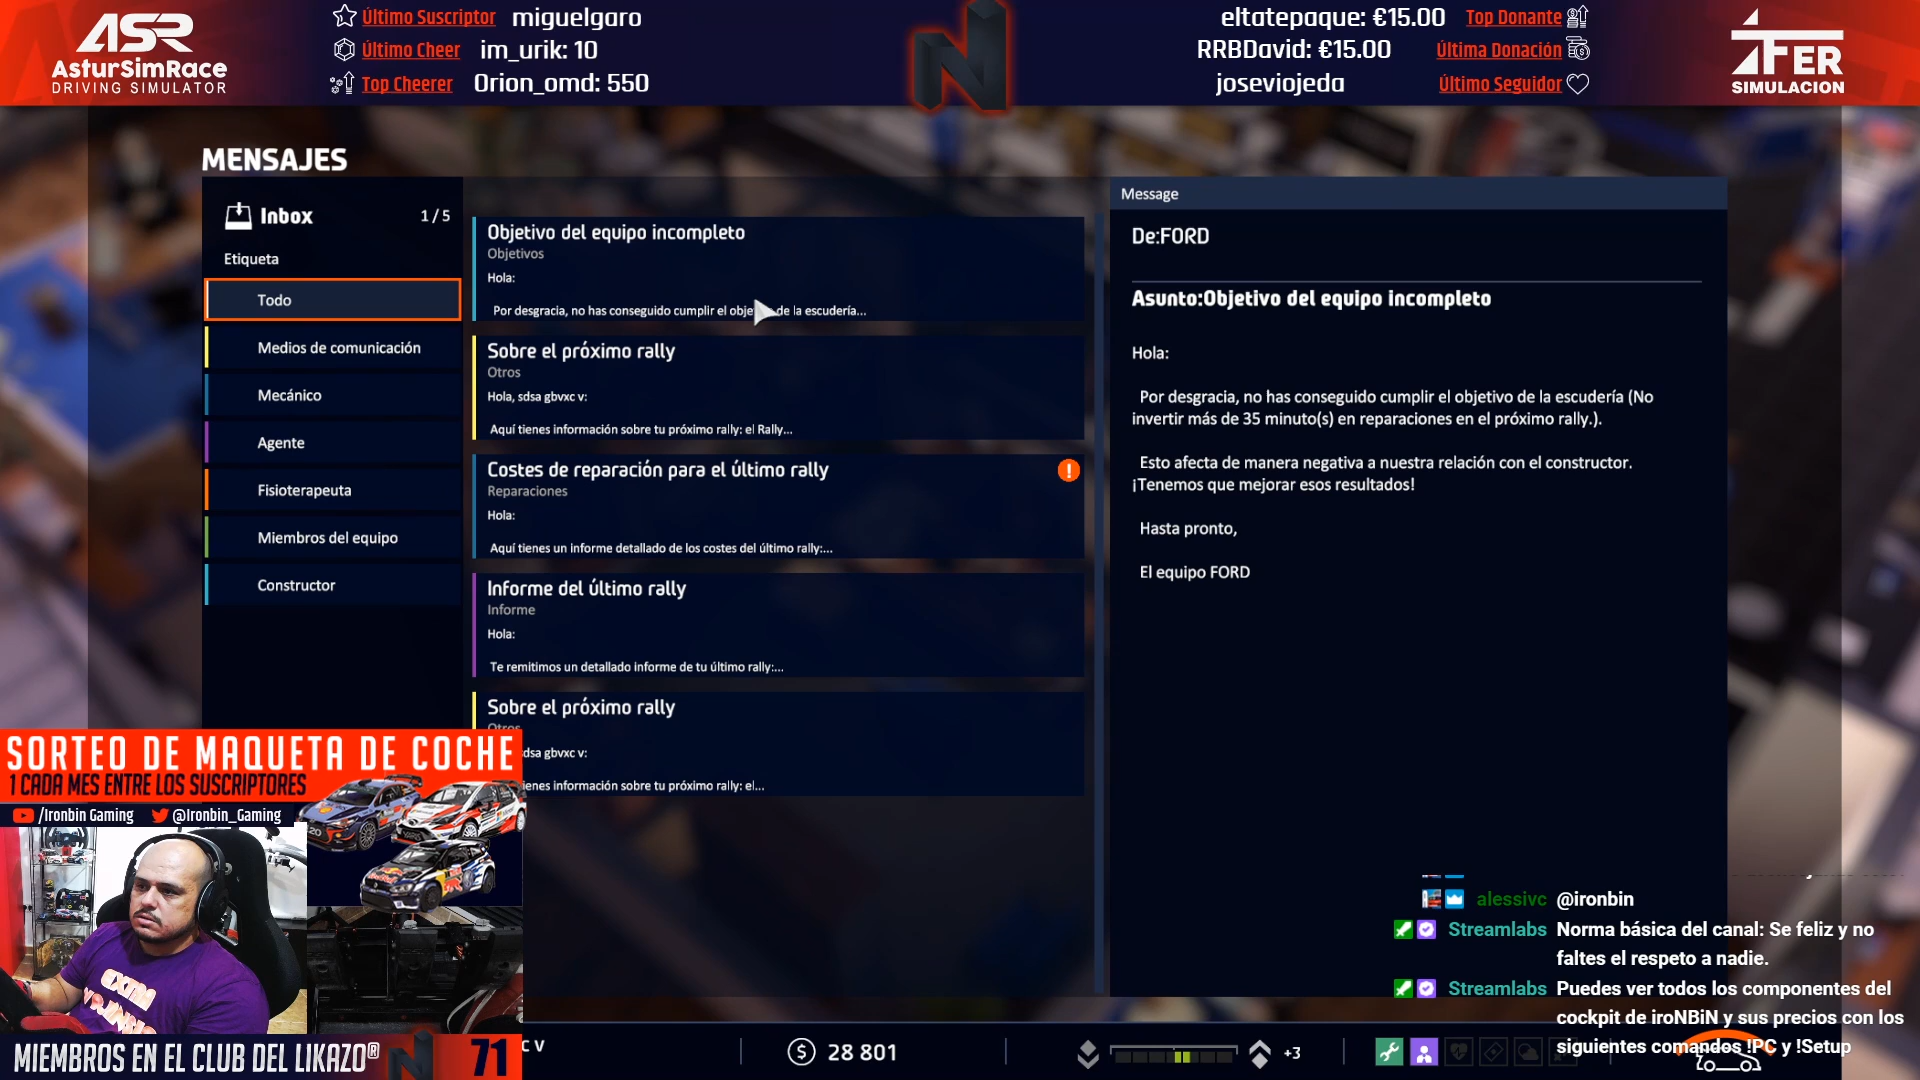 ASR
AsturSimRace
DRIVING SIMULATOR
Último Suscriptor miguelgaro
Último Cheer im_urik: 10
Top Cheerer Orion_omd: 550
eltatepaque: €15.00 Top Donante
RRBDavid: €15.00 Última Donación
joseviojeda Último Seguidor
FER
SIMULACION
MENSAJES
Inbox 1/5
Etiqueta
Todo
Medios de comunicación
Mecánico
Agente
Fisioterapeuta
Miembros del equipo
Constructor
Objetivo del equipo incompleto
Objetivos
Hola:
Por desgracia, no has conseguido cumplir el de la escudería...
Sobre el próximo rally
Otros
Hola, sdsa gbvxc v:
Aquí tienes información sobre tu próximo rally: el Rally...
Costes de reparación para el último rally
Reparaciones
Hola:
Aquí tienes un informe detallado de los costes del último rally:...
Informe del último rally
Informe
Hola:
Te remitimos un detallado informe de tu último rally:...
Sobre el próximo rally
Otros
sdsa gbvxc v:
tienes información sobre tu próximo rally: el...
Message
De:FORD
Asunto:Objetivo del equipo incompleto
Hola:
Por desgracia, no has conseguido cumplir el objetivo de la escudería (No
invertir más de 35 minuto(s) en reparaciones en el próximo rally.).
Esto afecta de manera negativa a nuestra relación con el constructor.
¡Tenemos que mejorar esos resultados!
Hasta pronto,
El equipo FORD
SORTEO DE MAQUETA DE COCHE
1 CADA MES ENTRE LOS SUSCRIPTORES
/Ironbin Gaming @Ironbin_Gaming
MIEMBROS EN EL CLUB DEL LIKAZO® 71
C V
28 801
+3
alessivc @ironbin
Streamlabs Norma básica del canal: Se feliz y no
faltes el respeto a nadie.
Streamlabs Puedes ver todos los componentes del
cockpit de iroNBiN y sus precios con los
siguientes comandos !PC y !Setup